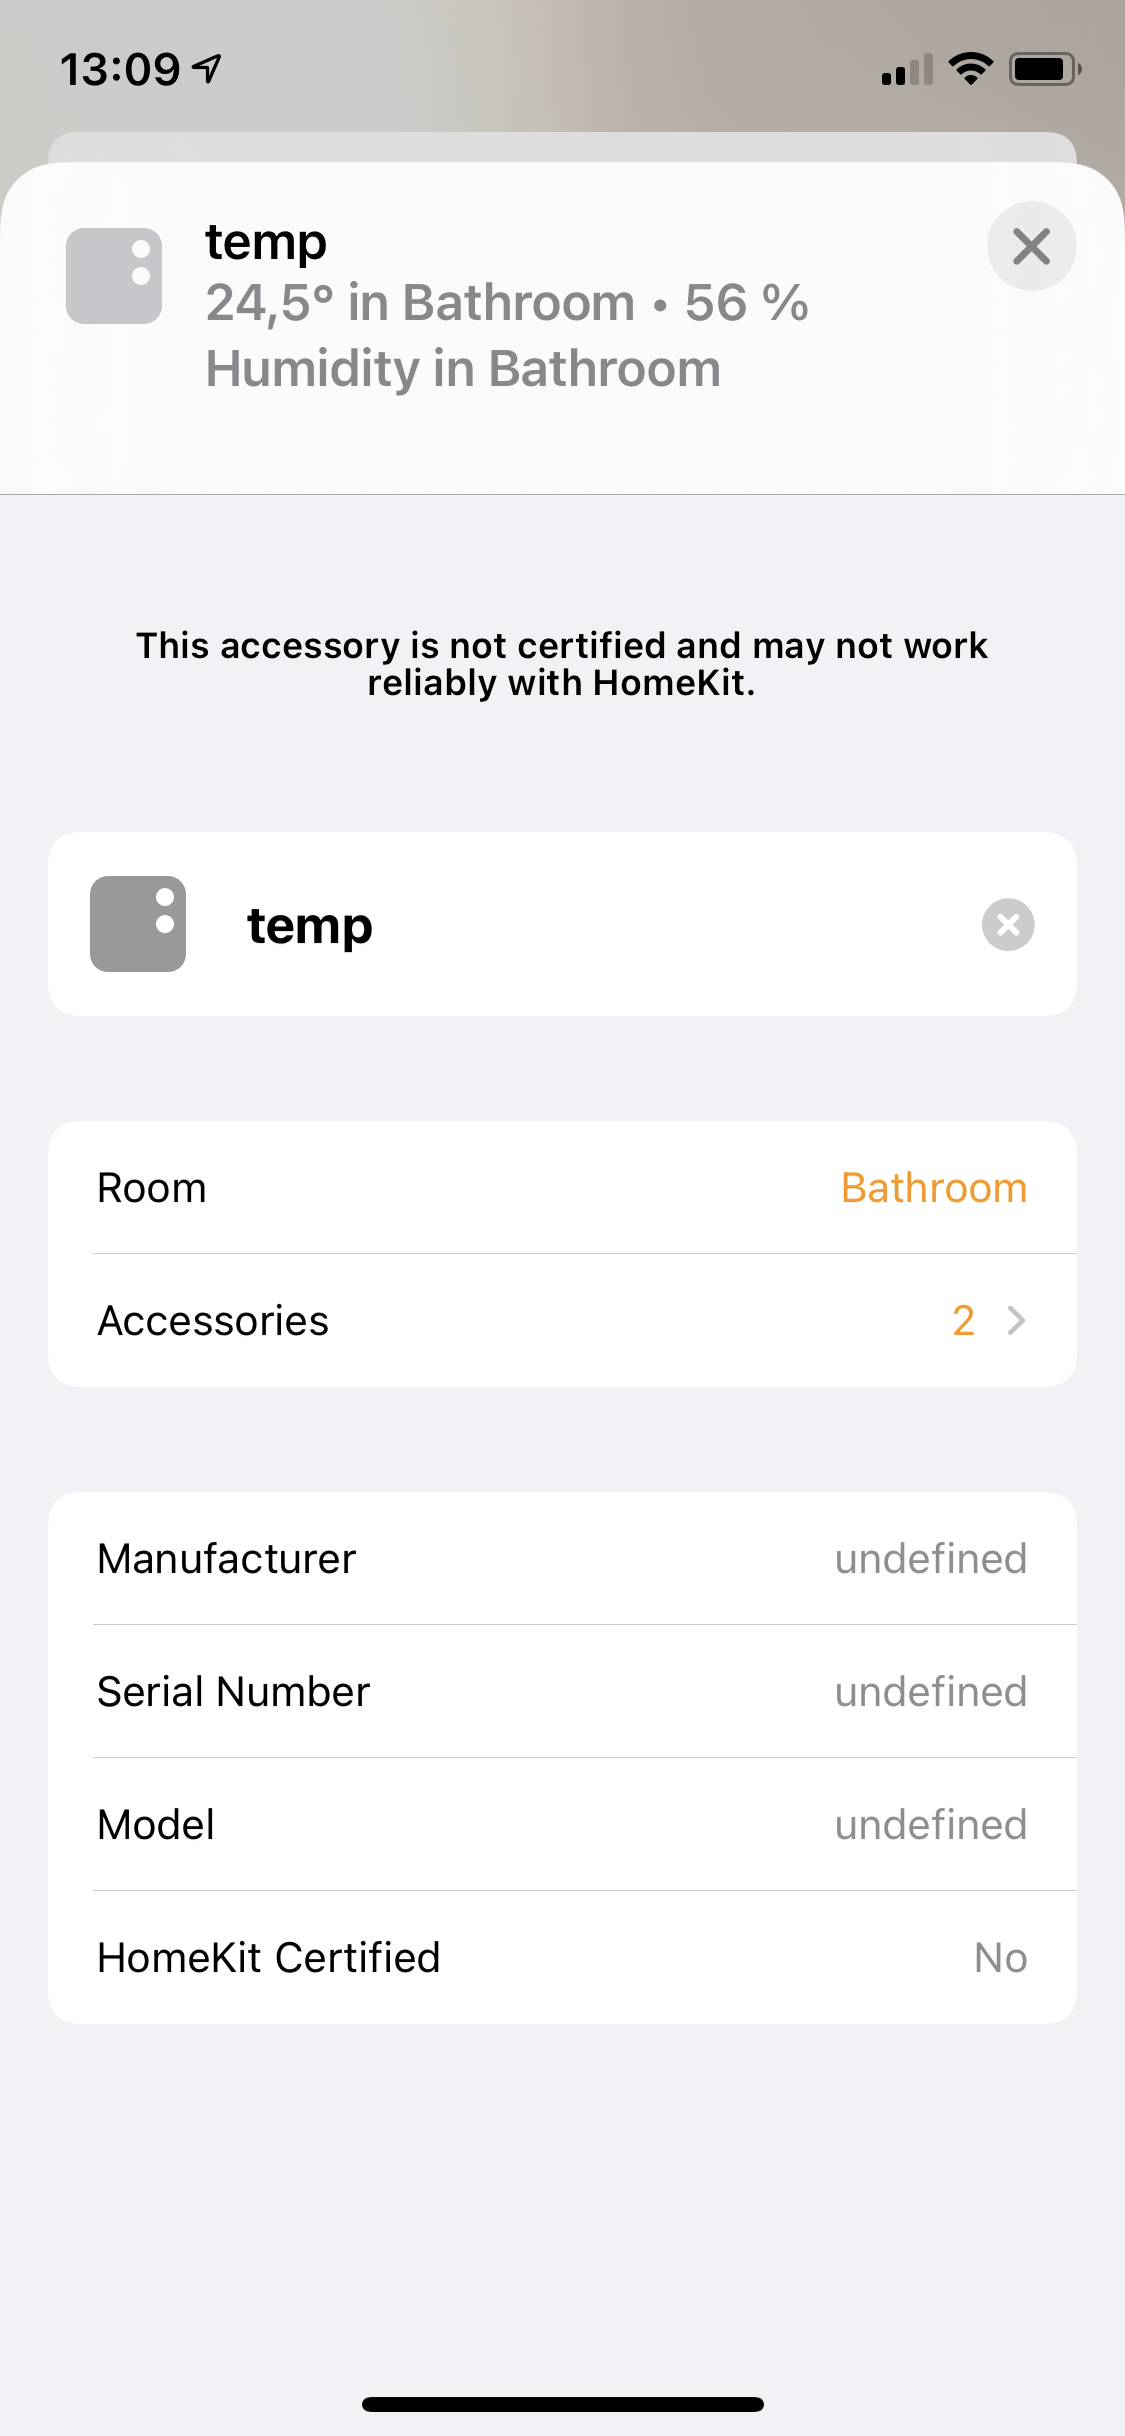 13:09
temp
24,5° in Bathroom • 56 %
Humidity in Bathroom
This accessory is not certified and may not work
reliably with HomeKit.
temp
Room Bathroom
Accessories 2
Manufacturer undefined
Serial Number undefined
Model undefined
HomeKit Certified No